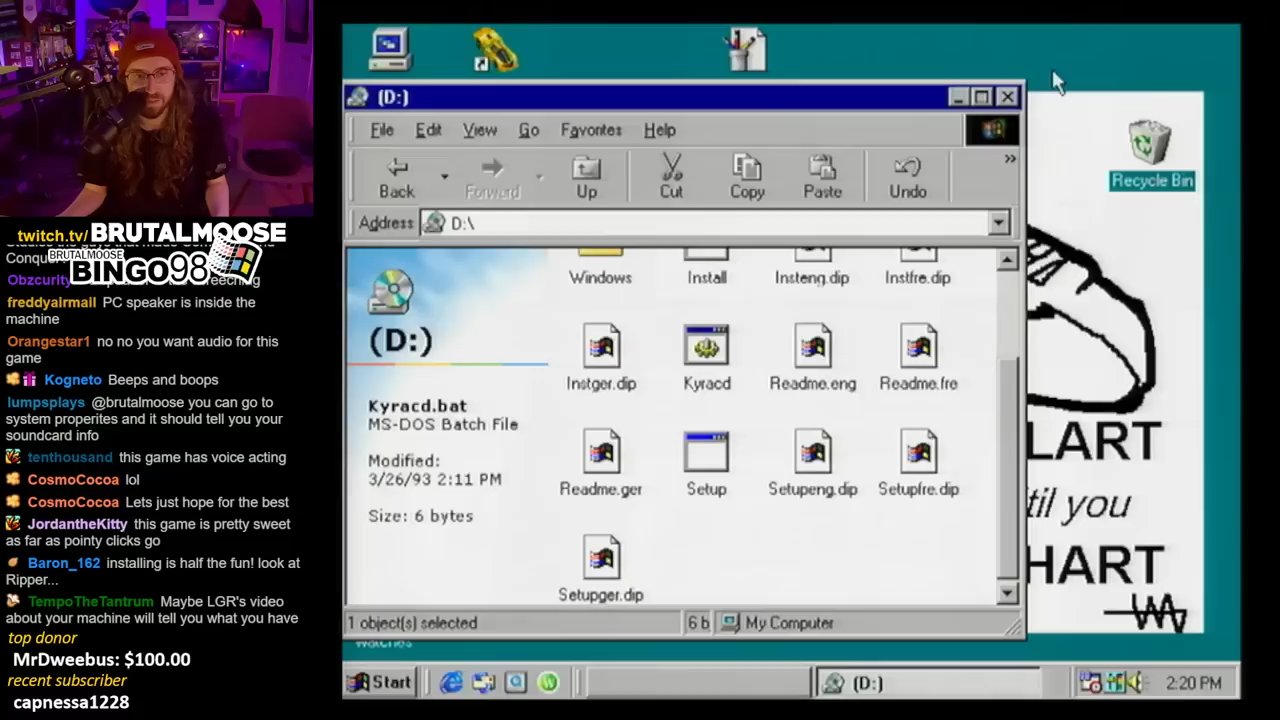 twitch.tv/BRUTALMOOSE
BRUTALMOOSE
BINGO98
Conquer
Obzcurity
freddyairmail PC speaker is inside the
machine
Orangestar1 no no you want audio for this
game
Kogneto Beeps and boops
lumpsplays @brutalmoose you can go to
system properites and it should tell you your
soundcard info
tenthousand this game has voice acting
CosmoCocoa lol
CosmoCocoa Lets just hope for the best
JordantheKitty this game is pretty sweet
as far as pointy clicks go
Baron_162 installing is half the fun! look at
Ripper...
TempoTheTantrum Maybe LGR's video
about your machine will tell you what you have
top donor
MrDweebus: $100.00
recent subscriber
capnessa1228
(D:)
File Edit View Go Favorites Help
Back Forward Up Cut Copy Paste Undo
Address D:\
(D:)
Kyracd.bat
MS-DOS Batch File
Modified:
3/26/93 2:11 PM
Size: 6 bytes
Windows Install Insteng.dip Instfre.dip
Instger.dip Kyracd Readme.eng Readme.fre
Readme.ger Setup Setupeng.dip Setupfre.dip
Setupger.dip
1 object(s) selected 6 b My Computer
Recycle Bin
LART
til you
HART
watches
Start (D:) 2:20 PM